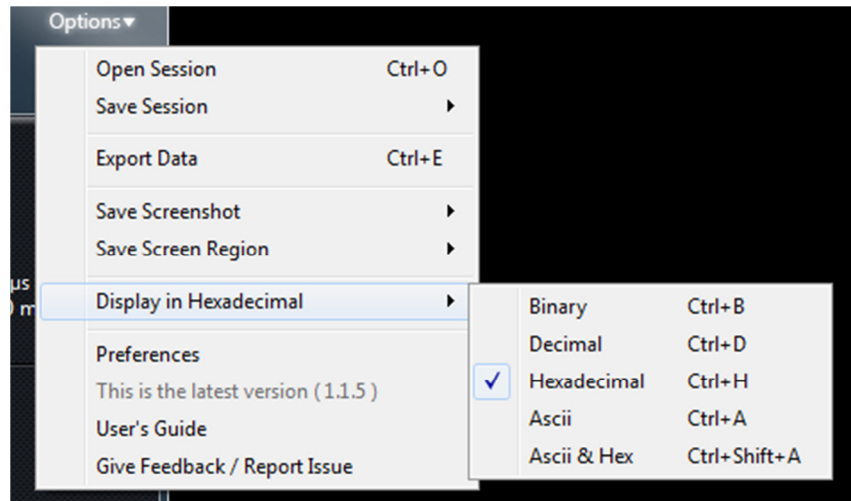 Options▾
Open Session Ctrl+O
Save Session
Export Data Ctrl+E
Save Screenshot
Save Screen Region
µs
Display in Hexadecimal
m
Binary Ctrl+B
Decimal Ctrl+D
Hexadecimal Ctrl+H
Ascii Ctrl+A
Ascii & Hex Ctrl+Shift+A
Preferences
This is the latest version ( 1.1.5 )
User's Guide
Give Feedback / Report Issue